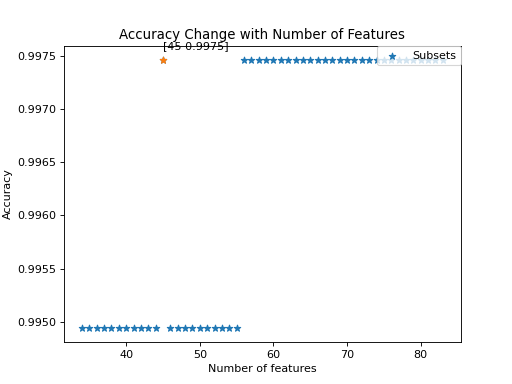 Accuracy Change with Number of Features
[45 0.9975]
Subsets
0.9975
0.9970
0.9965
0.9960
0.9955
0.9950
Accuracy
40 50 60 70 80
Number of features